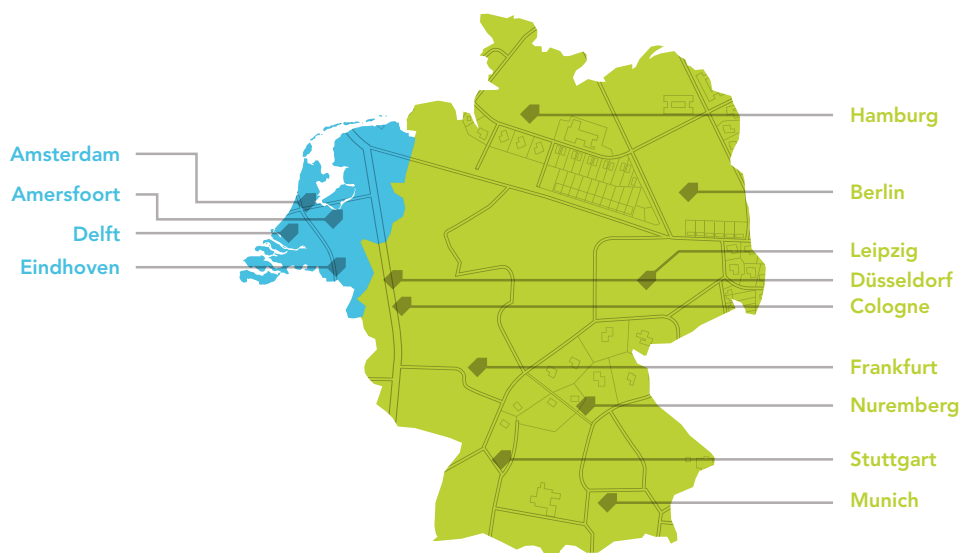 Amsterdam
Amersfoort
Delft
Eindhoven
Hamburg
Berlin
Leipzig
Düsseldorf
Cologne
Frankfurt
Nuremberg
Stuttgart
Munich